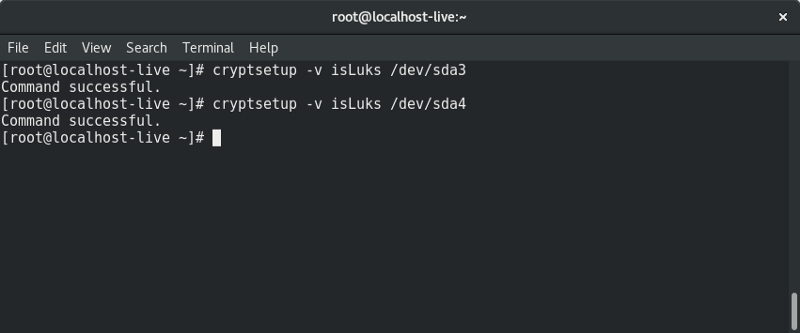 root@localhost-live:~
File Edit View Search Terminal Help
[root@localhost-live ~]# cryptsetup -v isLuks /dev/sda3
Command successful.
[root@localhost-live ~]# cryptsetup -v isLuks /dev/sda4
Command successful.
[root@localhost-live ~]#